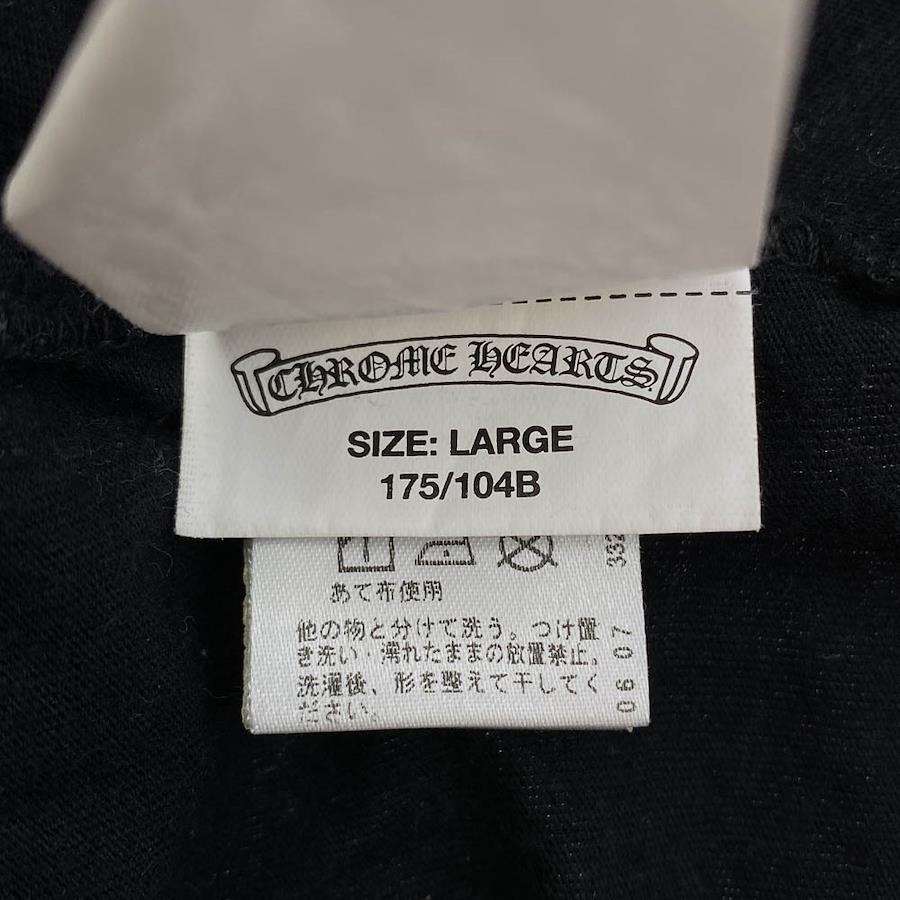 CHROME HEARTS
SIZE: LARGE
175/104B
あて布使用
他の物と分けて洗う。つけ置
き洗い・濡れたままの放置禁止。
洗濯後、形を整えて干してく
ださい。
06 07